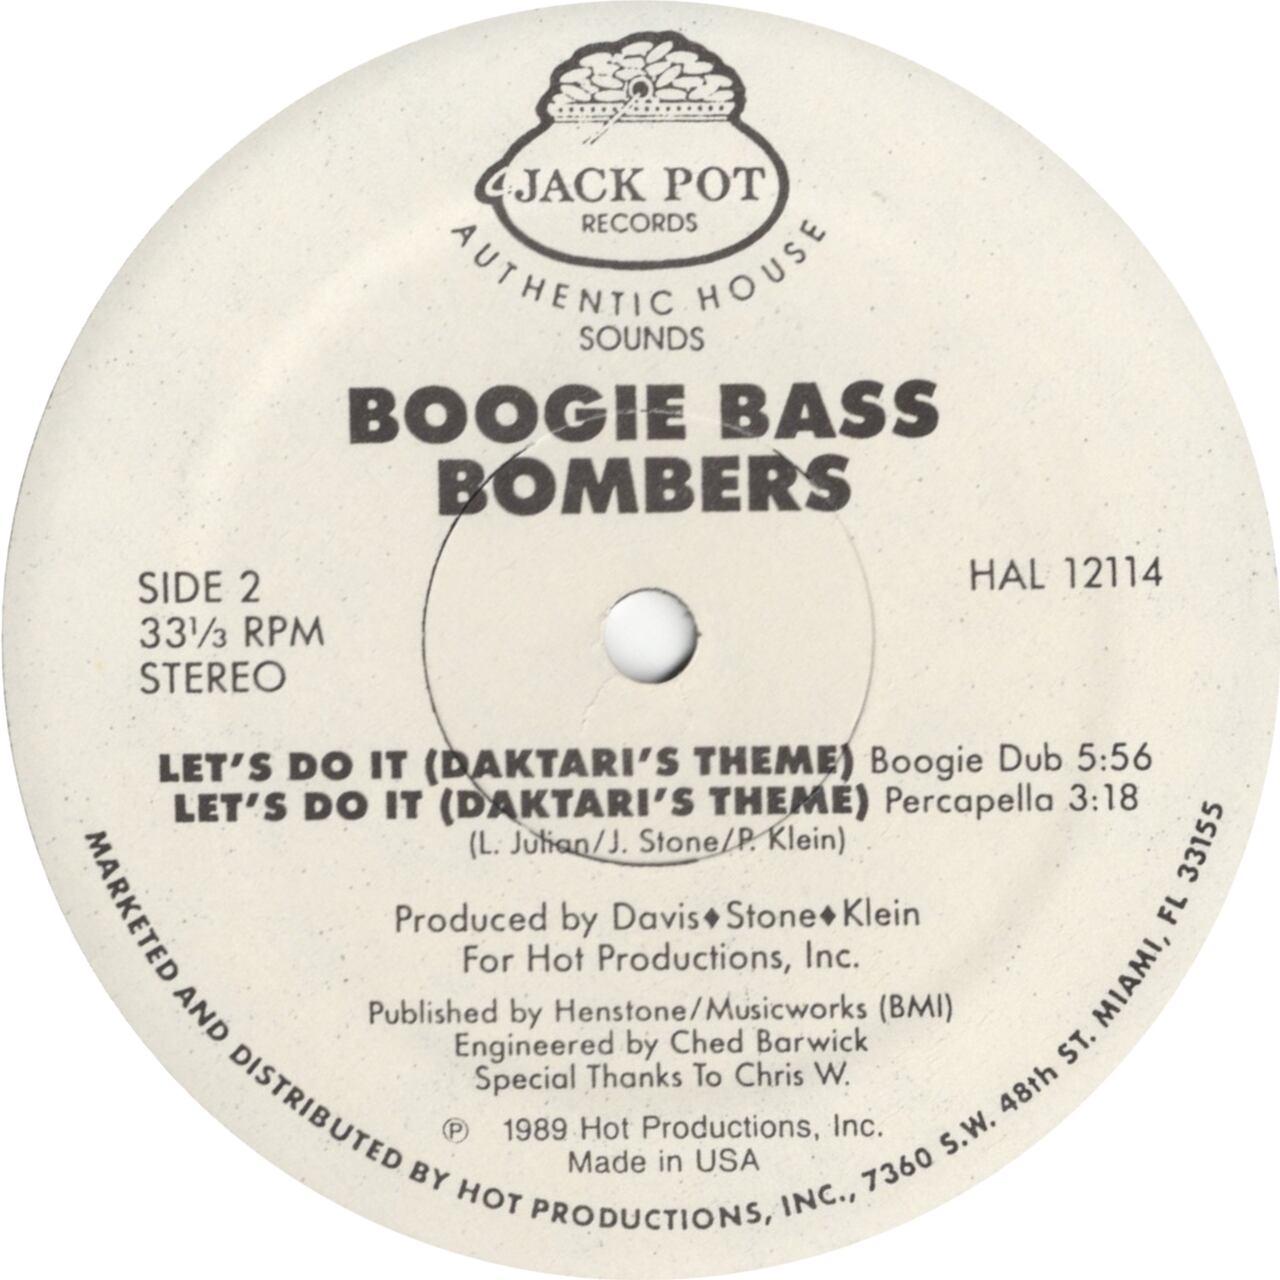 JACK POT
RECORDS
AUTHENTIC HOUSE
SOUNDS
BOOGIE BASS
BOMBERS
SIDE 2
33⅓ RPM
STEREO
HAL 12114
LET'S DO IT (DAKTARI'S THEME) Boogie Dub 5:56
LET'S DO IT (DAKTARI'S THEME) Percapella 3:18
(L. Julian/J. Stone/P. Klein)
Produced by Davis♦Stone♦Klein
For Hot Productions, Inc.
Published by Henstone/Musicworks (BMI)
Engineered by Ched Barwick
Special Thanks To Chris W.
℗ 1989 Hot Productions, Inc.
Made in USA
MARKETED AND DISTRIBUTED BY HOT PRODUCTIONS, INC., 7360 S.W. 48th ST. MIAMI, FL 33155